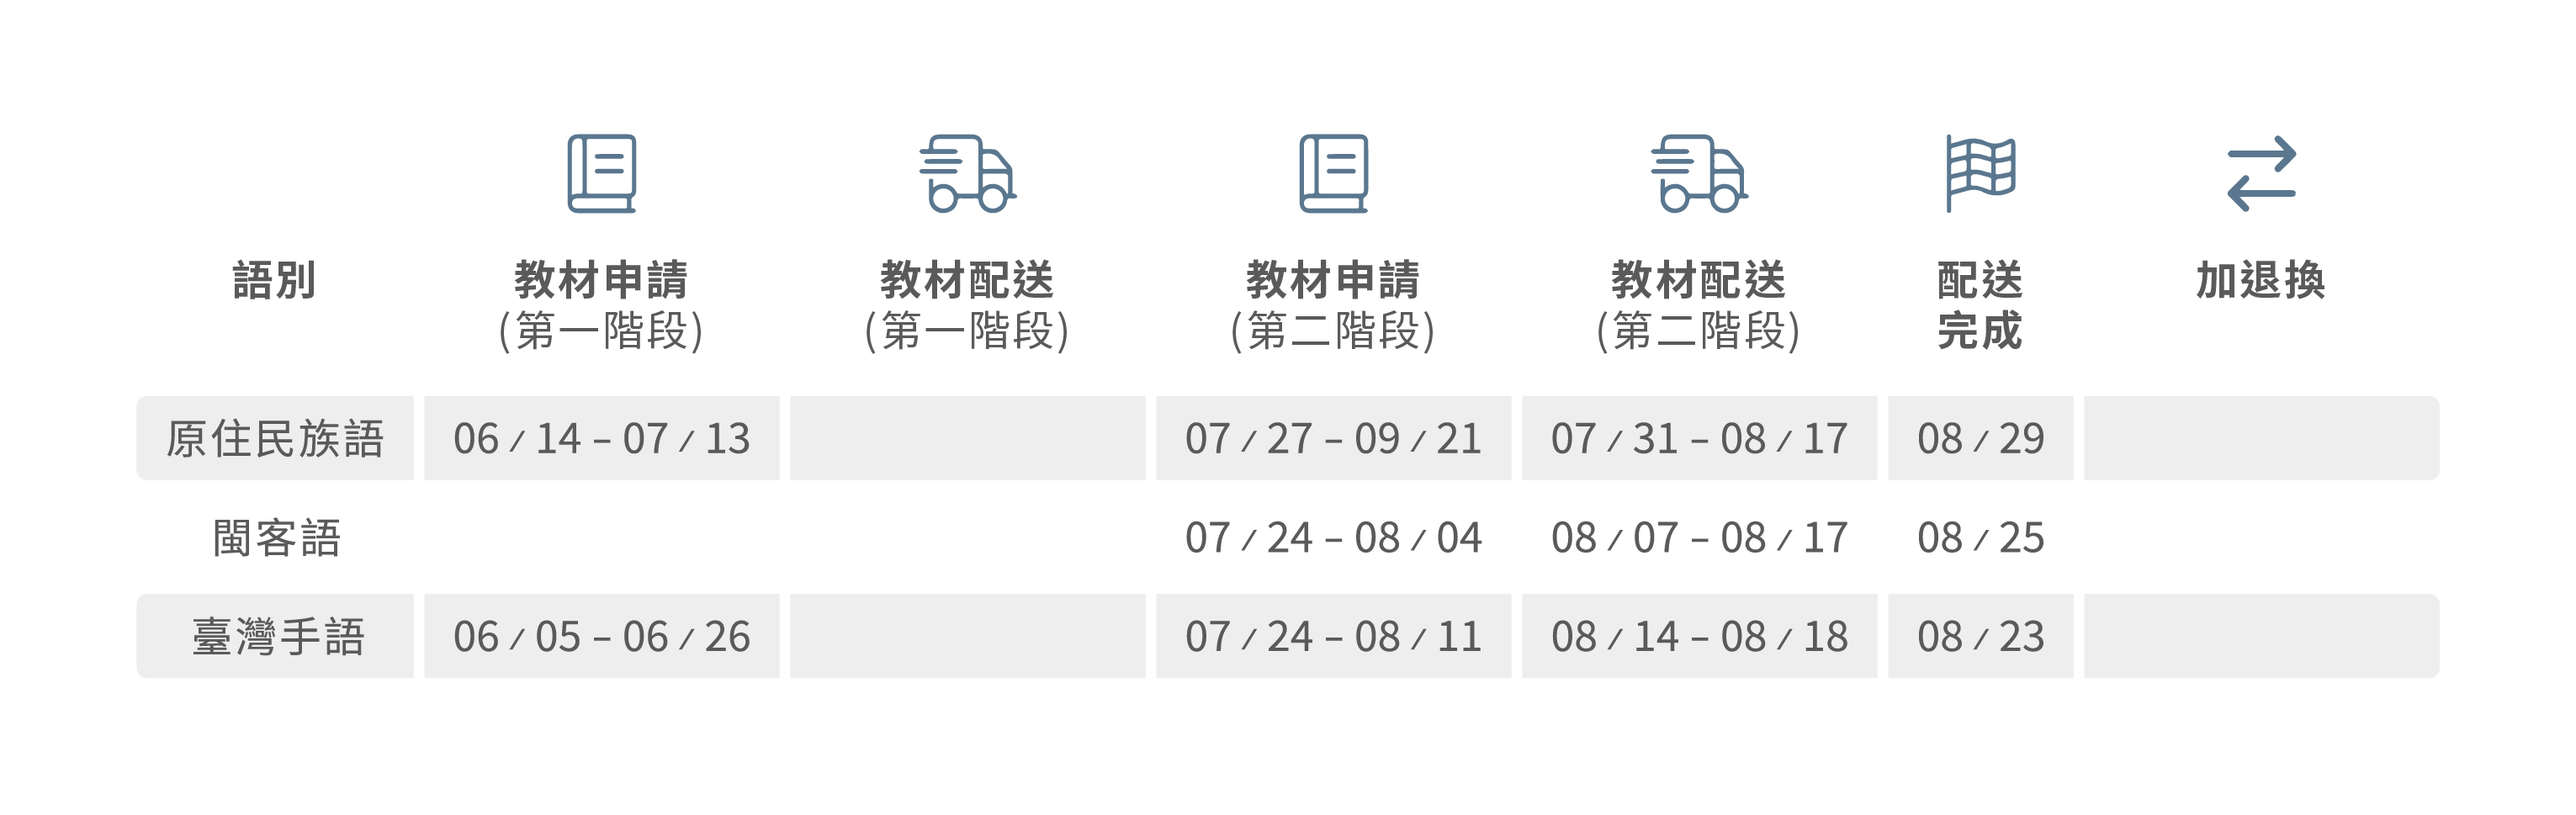 語別 教材申請 教材配送 教材申請 教材配送 配送 加退換
(第一階段) (第一階段) (第二階段) (第二階段) 完成
原住民族語 06 / 14 – 07 / 13 07 / 27 – 09 / 21 07 / 31 – 08 / 17 08 / 29
閩客語 07 / 24 – 08 / 04 08 / 07 – 08 / 17 08 / 25
臺灣手語 06 / 05 – 06 / 26 07 / 24 – 08 / 11 08 / 14 – 08 / 18 08 / 23